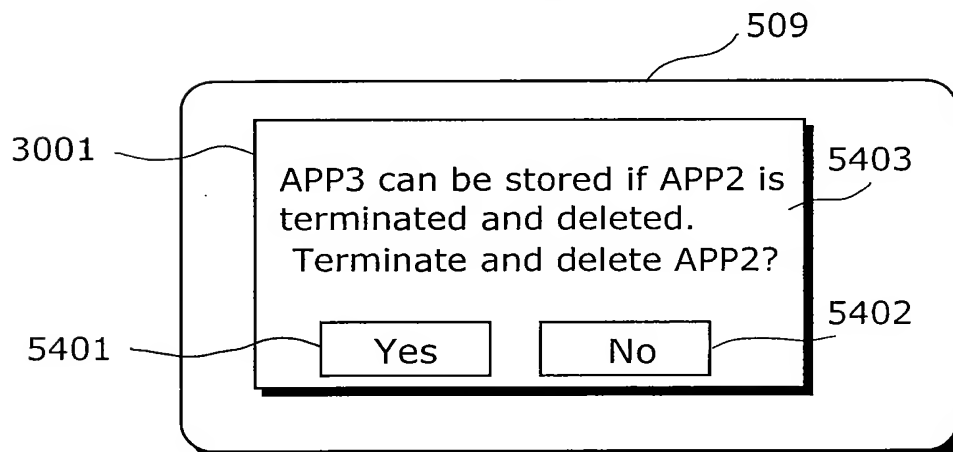 509
3001
5403
APP3 can be stored if APP2 is
terminated and deleted.
Terminate and delete APP2?
5401
Yes
No
5402